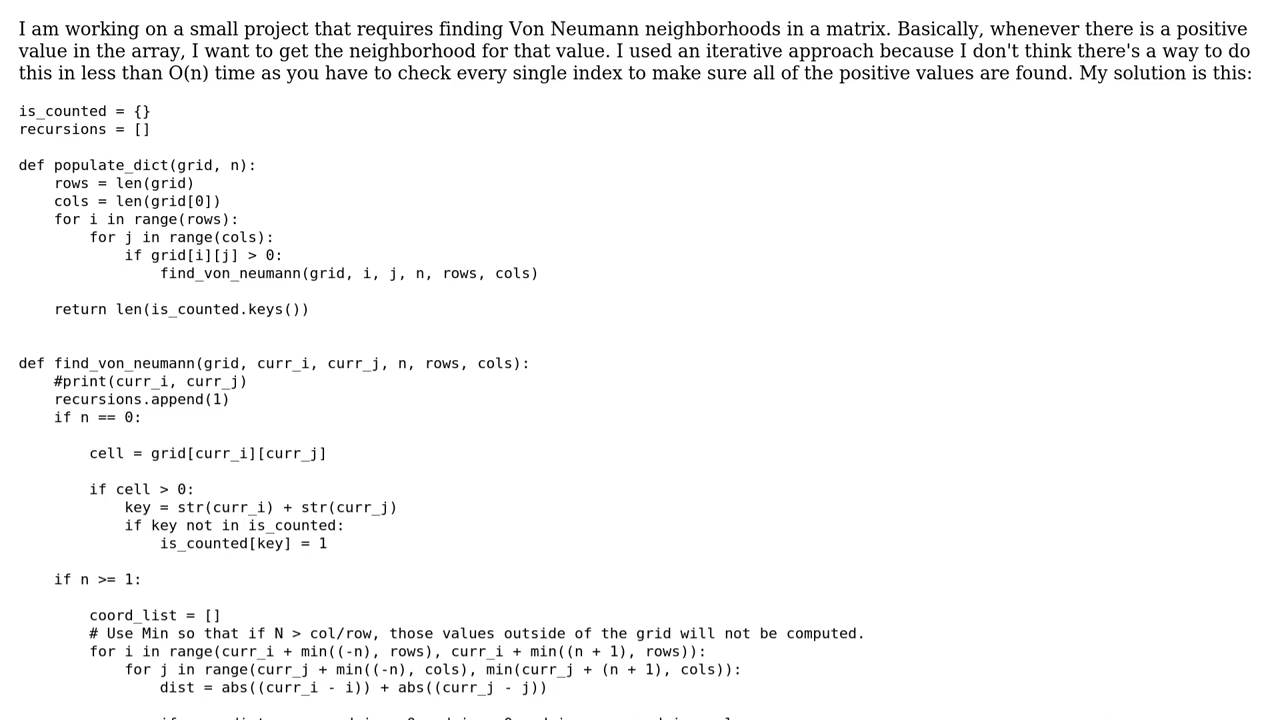 I am working on a small project that requires finding Von Neumann neighborhoods in a matrix. Basically, whenever there is a positive
value in the array, I want to get the neighborhood for that value. I used an iterative approach because I don't think there's a way to do
this in less than O(n) time as you have to check every single index to make sure all of the positive values are found. My solution is this:
is_counted = {}
recursions = []
def populate_dict(grid, n):
    rows = len(grid)
    cols = len(grid[0])
    for i in range(rows):
        for j in range(cols):
            if grid[i][j] > 0:
                find_von_neumann(grid, i, j, n, rows, cols)
    return len(is_counted.keys())
def find_von_neumann(grid, curr_i, curr_j, n, rows, cols):
    #print(curr_i, curr_j)
    recursions.append(1)
    if n == 0:
        cell = grid[curr_i][curr_j]
        if cell > 0:
            key = str(curr_i) + str(curr_j)
            if key not in is_counted:
                is_counted[key] = 1
    if n >= 1:
        coord_list = []
        # Use Min so that if N > col/row, those values outside of the grid will not be computed.
        for i in range(curr_i + min((-n), rows), curr_i + min((n + 1), rows)):
            for j in range(curr_j + min((-n), cols), min(curr_j + (n + 1), cols)):
                dist = abs((curr_i - i)) + abs((curr_j - j))